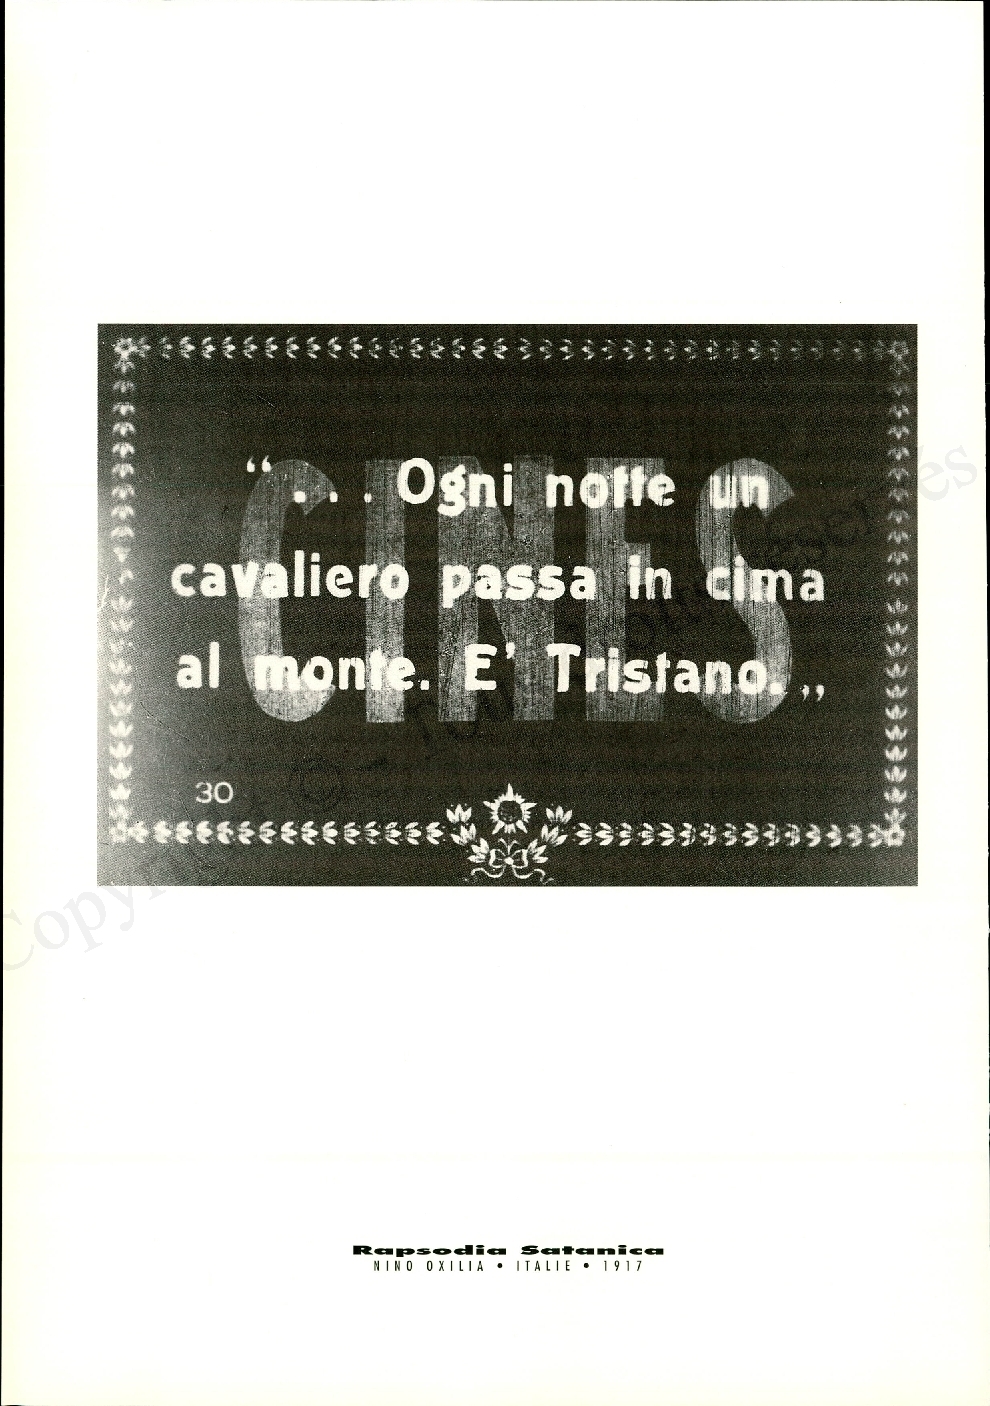 “ . . . Ogni notte un
cavaliero passa in cima
al monte. E’ Tristano. „
CINES
30
Rapsodia Satanica
NINO OXILIA • ITALIE • 1917